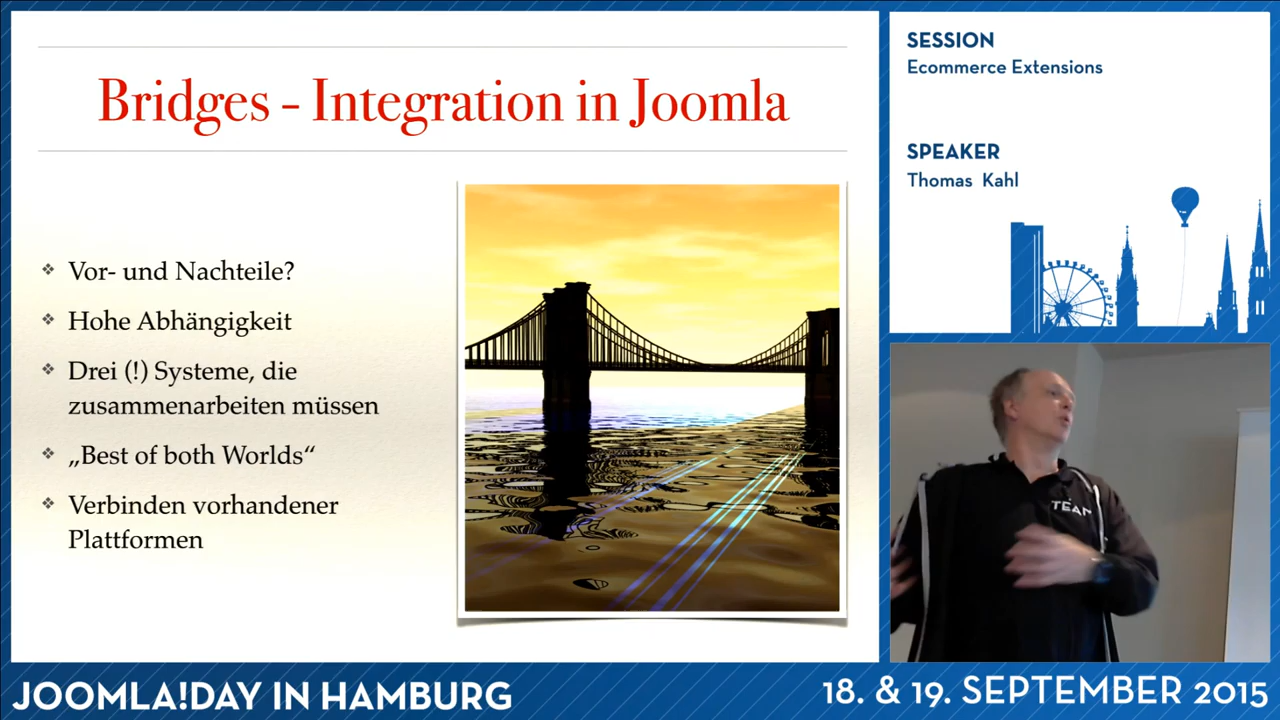 Bridges – Integration in Joomla
Vor- und Nachteile?
Hohe Abhängigkeit
Drei (!) Systeme, die
zusammenarbeiten müssen
„Best of both Worlds“
Verbinden vorhandener
Plattformen
SESSION
Ecommerce Extensions
SPEAKER
Thomas Kahl
TEAM
JOOMLA!DAY IN HAMBURG
18. & 19. SEPTEMBER 2015